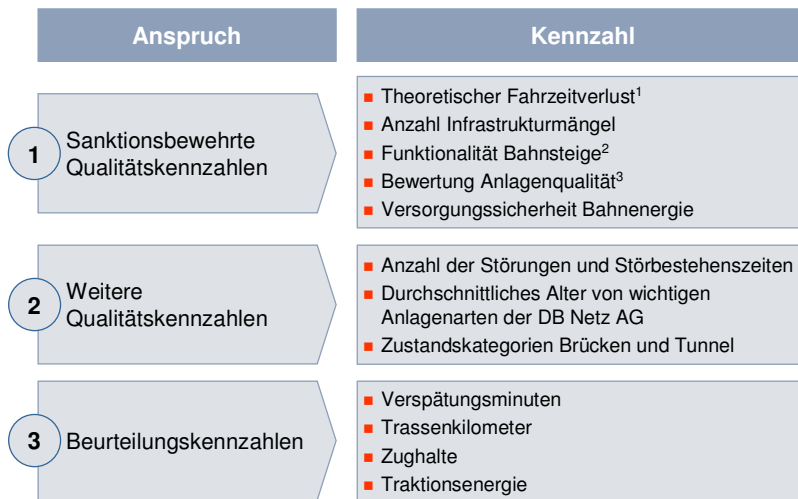 Anspruch
Kennzahl
1
Sanktionsbewehrte
Qualitätskennzahlen
■ Theoretischer Fahrzeitverlust¹
■ Anzahl Infrastrukturmängel
■ Funktionalität Bahnsteige²
■ Bewertung Anlagenqualität³
■ Versorgungssicherheit Bahnenergie
2
Weitere
Qualitätskennzahlen
■ Anzahl der Störungen und Störbestehenszeiten
■ Durchschnittliches Alter von wichtigen
Anlagenarten der DB Netz AG
■ Zustandskategorien Brücken und Tunnel
3
Beurteilungskennzahlen
■ Verspätungsminuten
■ Trassenkilometer
■ Zughalte
■ Traktionsenergie